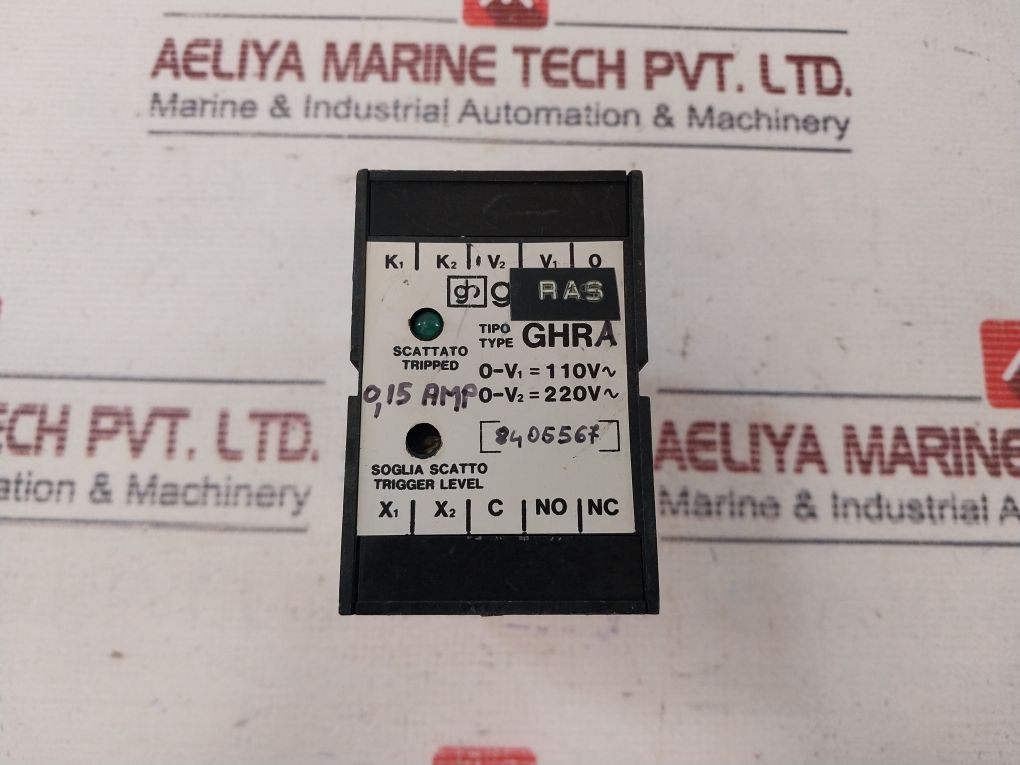 AELIYA MARINE TECH PVT. LTD.
Marine & Industrial Automation & Machinery
K1 K2 V2 V1 O
g RAS
TIPO
TYPE GHRA
SCATTATO
TRIPPED
0-V1 = 110V~
0,15 AMP 0-V2 = 220V~
SOGLIA SCATTO
TRIGGER LEVEL
X1 X2 C NO NC
CH PVT. LTD.
ation & Machinery
AELIYA MARINE
Marine & Industrial A